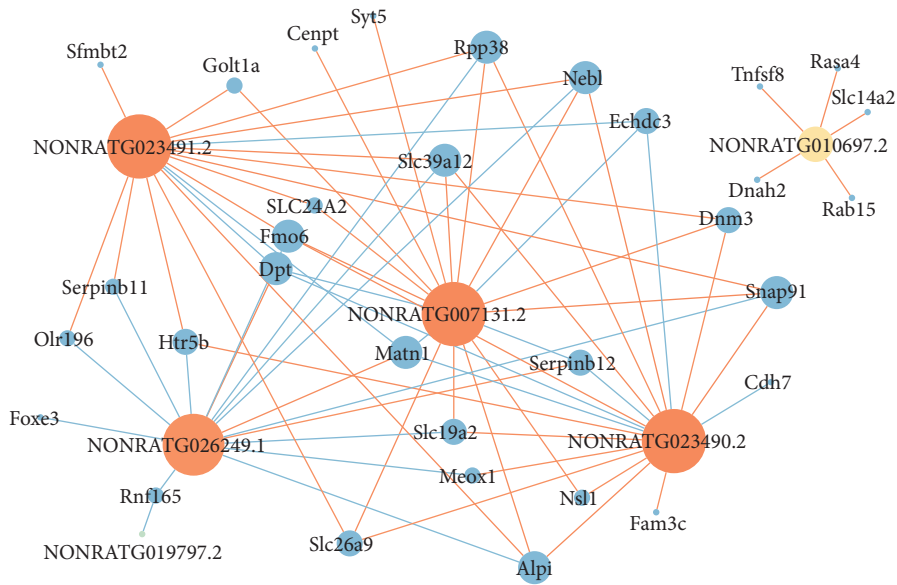 Syt5
Cenpt
Sfmbt2
Golt1a
Rpp38
Nebl
Tnfsf8
Rasa4
Slc14a2
Echdc3
NONRATG023491.2
NONRATG010697.2
Slc39a12
Dnah2
Rab15
SLC24A2
Dnm3
Fmo6
Dpt
Serpinb11
Snap91
NONRATG007131.2
Olr196
Htr5b
Matn1
Serpinb12
Cdh7
Foxe3
NONRATG026249.1
Slc19a2
NONRATG023490.2
Meox1
Rnf165
Nsl1
Fam3c
NONRATG019797.2
Slc26a9
Alpi